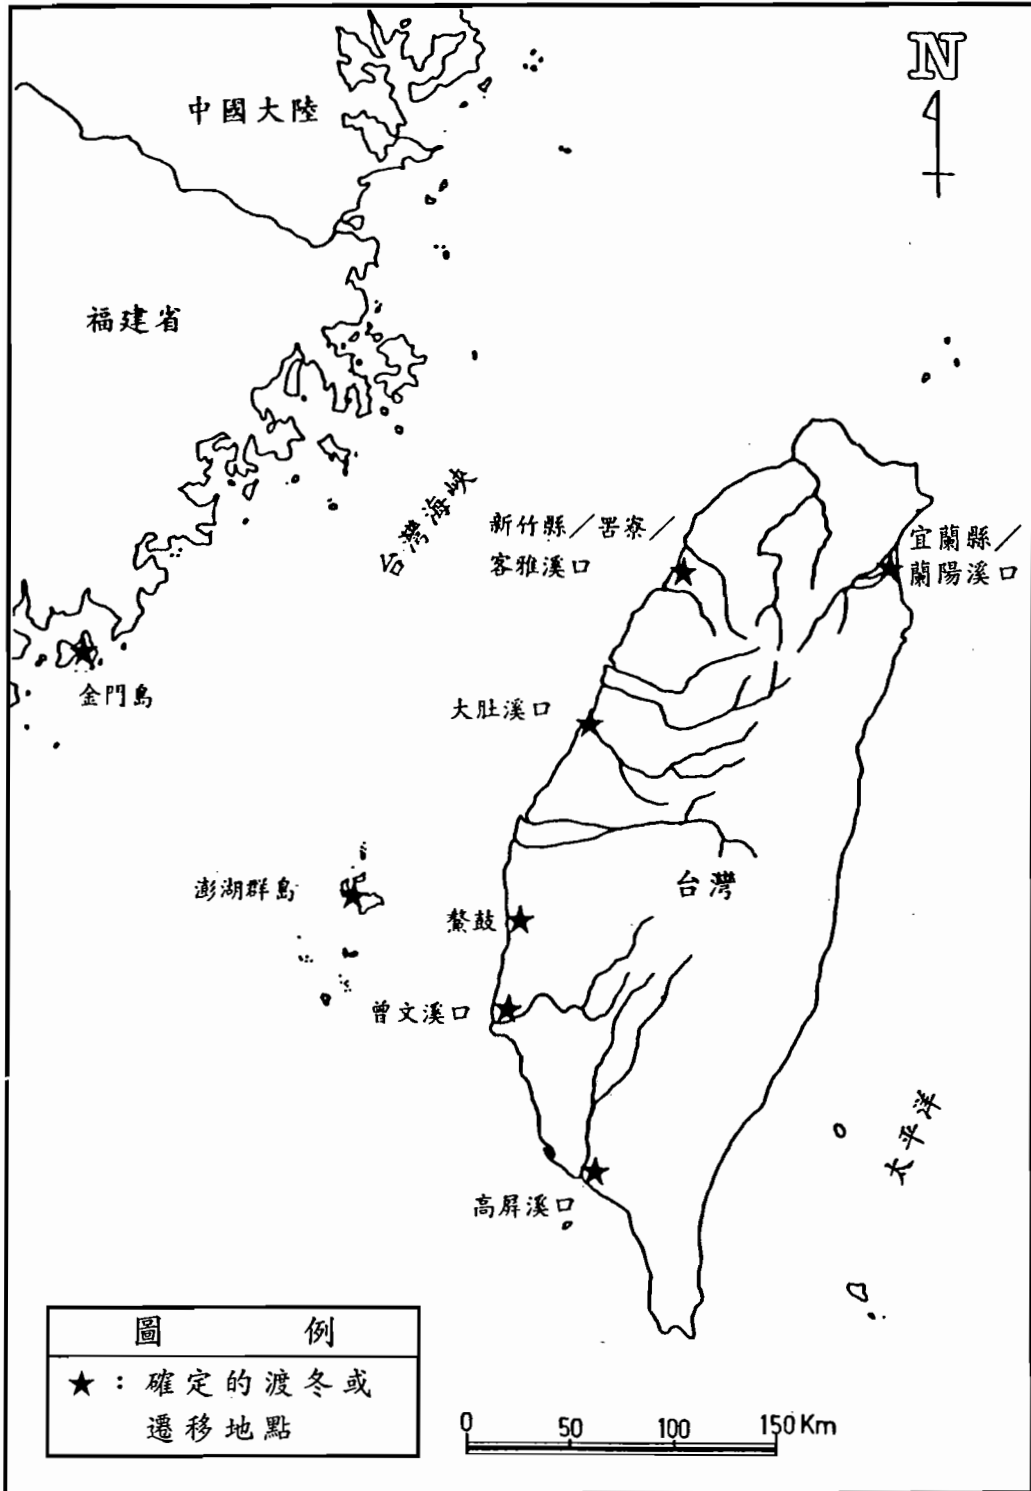 N
中國大陸
福建省
台灣海峽
新竹縣／罟寮／
客雅溪口
宜蘭縣／
蘭陽溪口
金門島
大肚溪口
澎湖群島
台灣
鰲鼓
曾文溪口
太平洋
高屏溪口
圖例
★：確定的渡冬或
遷移地點
0 50 100 150 Km